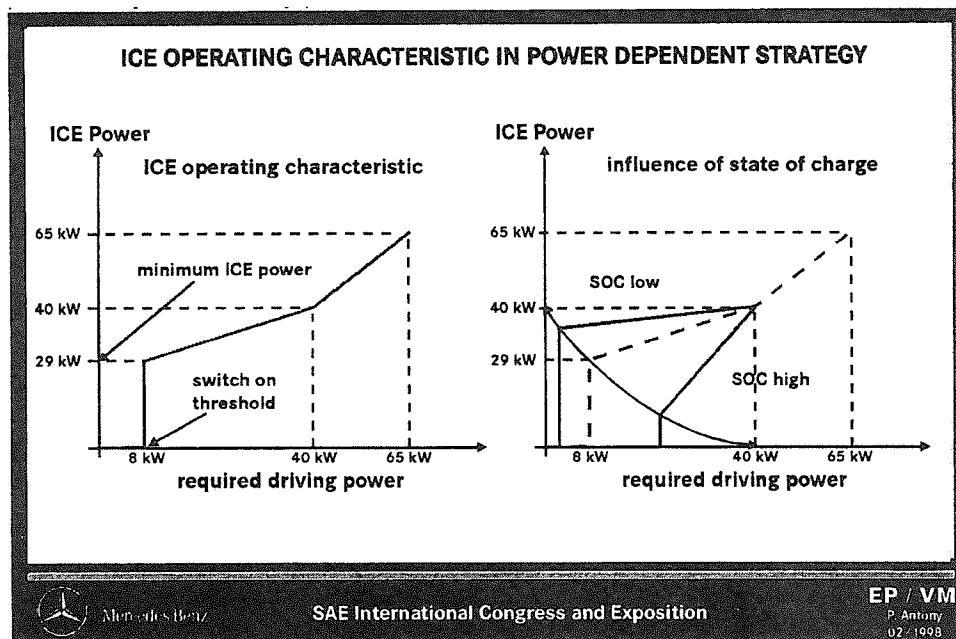 ICE OPERATING CHARACTERISTIC IN POWER DEPENDENT STRATEGY
ICE Power
ICE operating characteristic
65 kW
minimum ICE power
40 kW
29 kW
switch on
threshold
8 kW
40 kW
65 kW
required driving power
ICE Power
influence of state of charge
65 kW
SOC low
40 kW
29 kW
SOC high
8 kW
40 kW
65 kW
required driving power
Mercedes-Benz
SAE International Congress and Exposition
EP / VM
P. Antony
02/1998